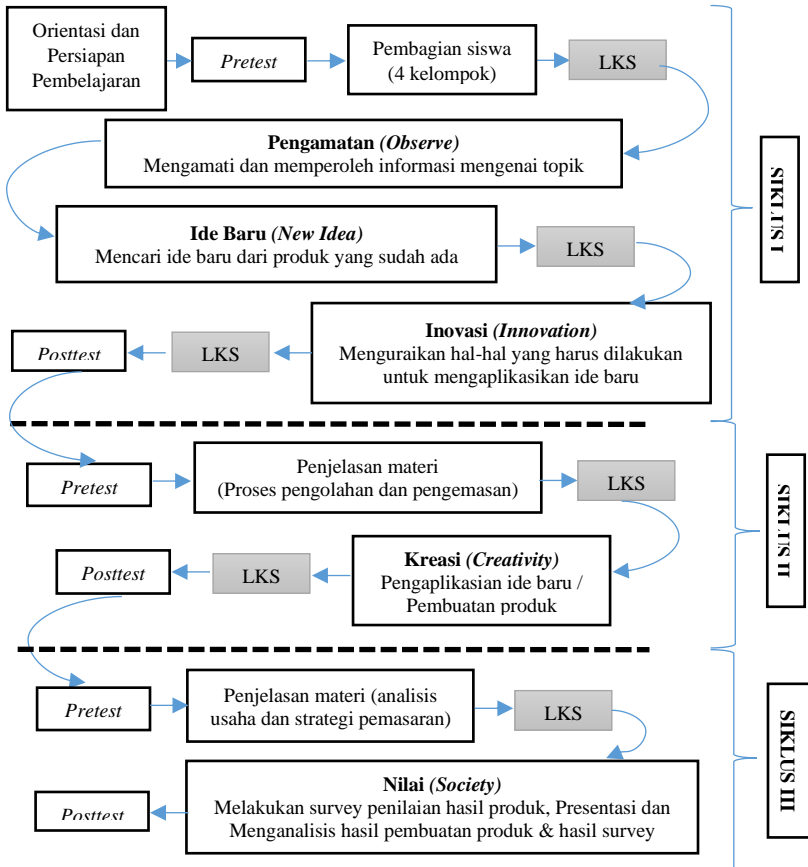 Orientasi dan
Persiapan
Pembelajaran
Pretest
Pembagian siswa
(4 kelompok)
LKS
Pengamatan (Observe)
Mengamati dan memperoleh informasi mengenai topik
Ide Baru (New Idea)
Mencari ide baru dari produk yang sudah ada
LKS
Inovasi (Innovation)
Menguraikan hal-hal yang harus dilakukan
untuk mengaplikasikan ide baru
LKS
Posttest
SIKLUS I
Pretest
Penjelasan materi
(Proses pengolahan dan pengemasan)
LKS
Kreasi (Creativity)
Pengaplikasian ide baru /
Pembuatan produk
LKS
Posttest
SIKLUS II
Pretest
Penjelasan materi (analisis
usaha dan strategi pemasaran)
LKS
Nilai (Society)
Melakukan survey penilaian hasil produk, Presentasi dan
Menganalisis hasil pembuatan produk & hasil survey
Posttest
SIKLUS III